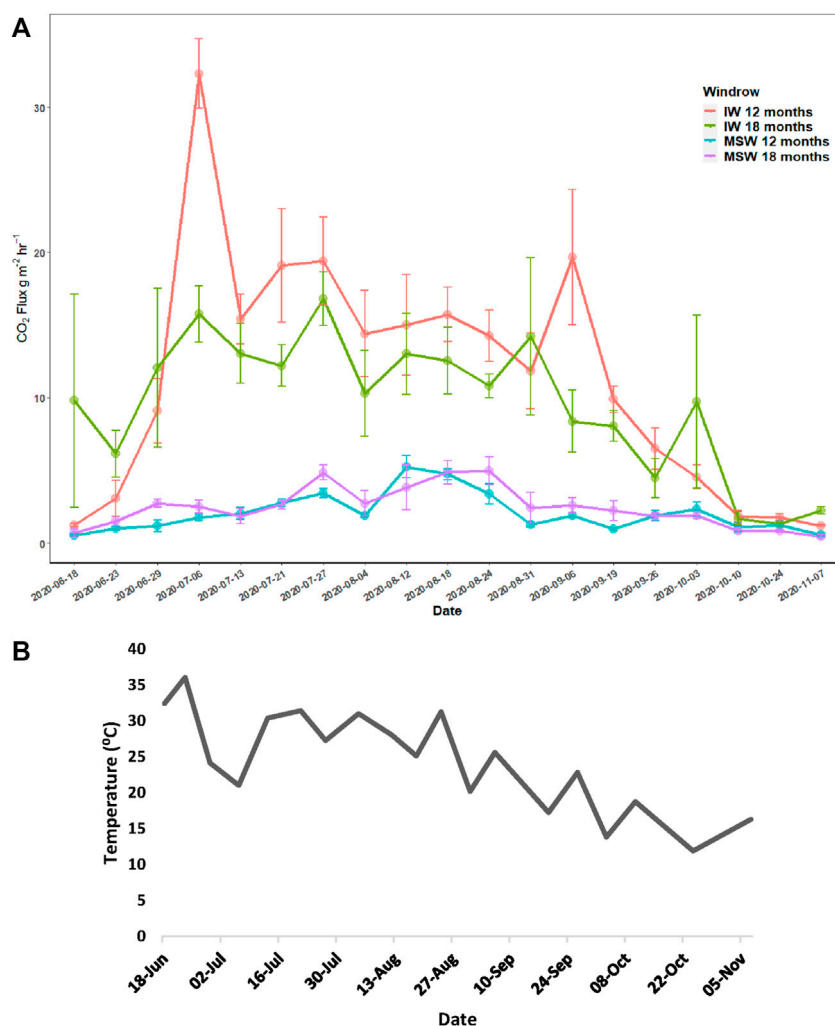 A
CO₂ Flux g m⁻² hr⁻¹
30
20
10
0
Windrow
IW 12 months
IW 18 months
MSW 12 months
MSW 18 months
2020-06-18
2020-06-23
2020-06-29
2020-07-06
2020-07-13
2020-07-21
2020-07-27
2020-08-04
2020-08-12
2020-08-18
2020-08-24
2020-08-31
2020-09-06
2020-09-19
2020-09-26
2020-10-03
2020-10-10
2020-10-24
2020-11-07
Date
B
Temperature (⁰C)
40
35
30
25
20
15
10
5
0
18-Jun
02-Jul
16-Jul
30-Jul
13-Aug
27-Aug
10-Sep
24-Sep
08-Oct
22-Oct
05-Nov
Date